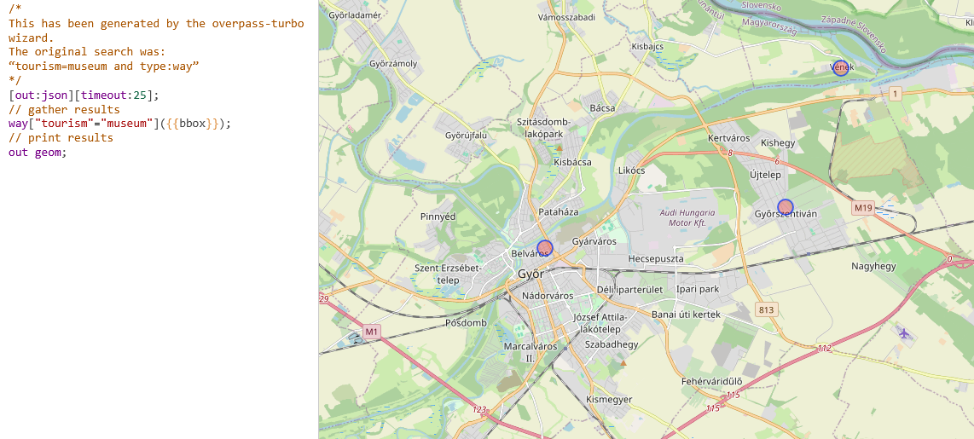 /*
This has been generated by the overpass-turbo
wizard.
The original search was:
“tourism=museum and type:way”
*/
[out:json][timeout:25];
// gather results
way["tourism"="museum"]({{bbox}});
// print results
out geom;
Győrladamér
Vámosszabadi
Slovensko
Magyarország
Západné Slovensko
Kisbajcs
Győrzámoly
Vének
1
Bácsa
Szitásdomb-
lakópark
Győrújfalu
Kertváros
Kishegy
Kisbácsa
8
6
Likócs
Újtelep
M19
Pinnyéd
Pataháza
Audi Hungaria
Motor Kft.
Győrszentiván
Gyárváros
Belváros
Hecsepuszta
Szent Erzsébet-
telep
Győr
Nagyhegy
Nádorváros
Déli iparterület
Ipari park
József Attila-
lakótelep
Banai úti kertek
813
Pósdomb
M1
Szabadhegy
Marcalváros
II.
112
Fehérváridűlő
115
115
Kismegyer
123